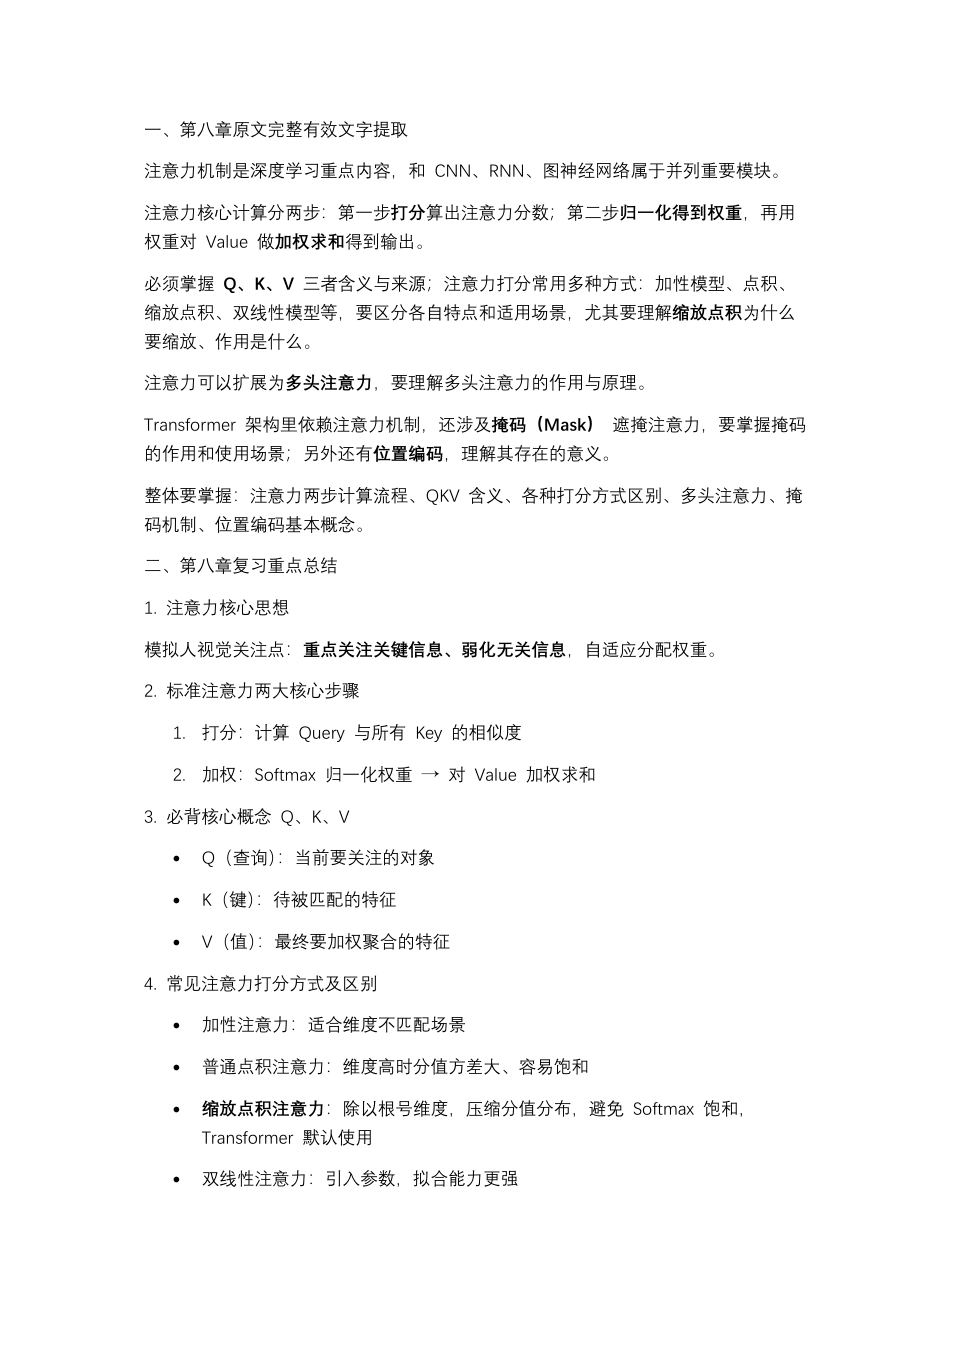 一、第八章原文完整有效文字提取
注意力机制是深度学习重点内容，和 CNN、RNN、图神经网络属于并列重要模块。
注意力核心计算分两步：第一步打分算出注意力分数；第二步归一化得到权重，再用
权重对 Value 做加权求和得到输出。
必须掌握 Q、K、V 三者含义与来源；注意力打分常用多种方式：加性模型、点积、
缩放点积、双线性模型等，要区分各自特点和适用场景，尤其要理解缩放点积为什么
要缩放、作用是什么。
注意力可以扩展为多头注意力，要理解多头注意力的作用与原理。
Transformer 架构里依赖注意力机制，还涉及掩码（Mask） 遮掩注意力，要掌握掩码
的作用和使用场景；另外还有位置编码，理解其存在的意义。
整体要掌握：注意力两步计算流程、QKV 含义、各种打分方式区别、多头注意力、掩
码机制、位置编码基本概念。
二、第八章复习重点总结
1. 注意力核心思想
模拟人视觉关注点：重点关注关键信息、弱化无关信息，自适应分配权重。
2. 标准注意力两大核心步骤
1. 打分：计算 Query 与所有 Key 的相似度
2. 加权：Softmax 归一化权重 → 对 Value 加权求和
3. 必背核心概念 Q、K、V
• Q（查询）：当前要关注的对象
• K（键）：待被匹配的特征
• V（值）：最终要加权聚合的特征
4. 常见注意力打分方式及区别
• 加性注意力：适合维度不匹配场景
• 普通点积注意力：维度高时分值方差大、容易饱和
• 缩放点积注意力：除以根号维度，压缩分值分布，避免 Softmax 饱和，
Transformer 默认使用
• 双线性注意力：引入参数，拟合能力更强